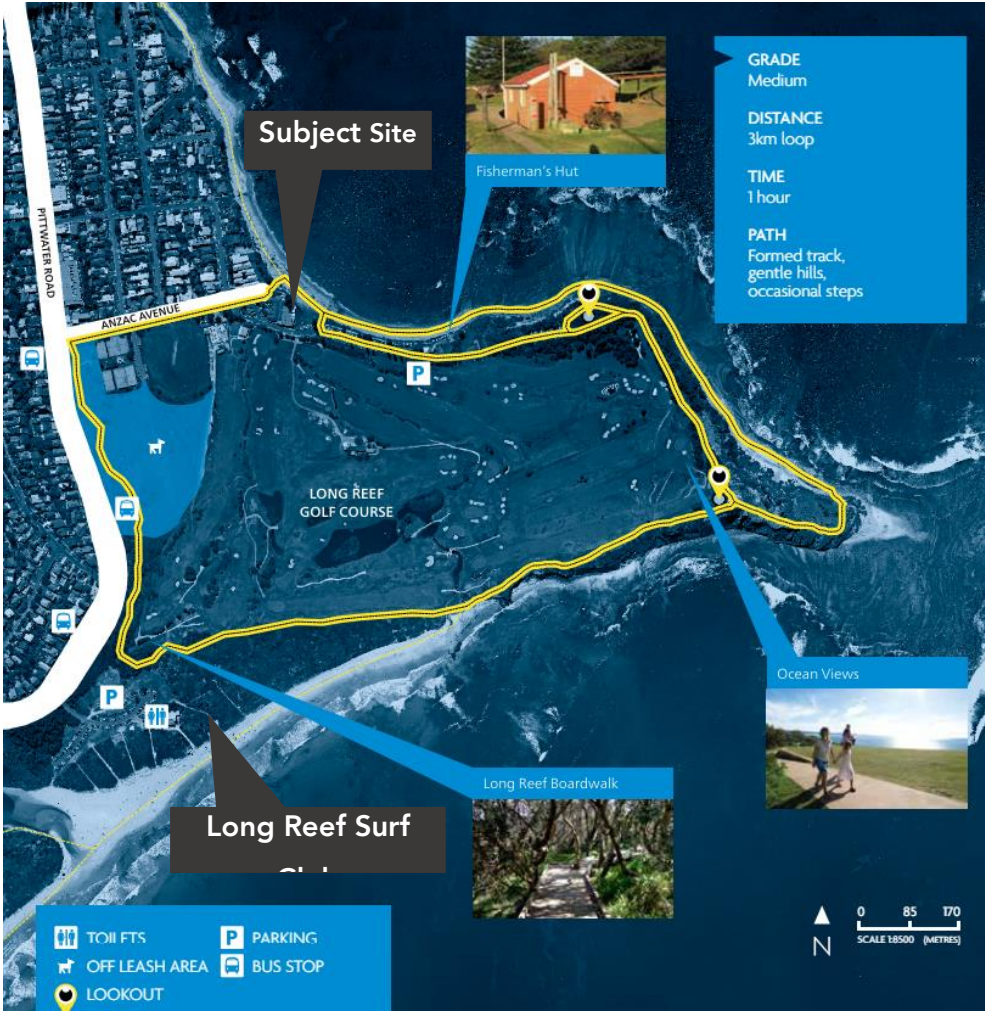 GRADE
Medium
DISTANCE
3km loop
TIME
1 hour
PATH
Formed track,
gentle hills,
occasional steps
Subject Site
Fisherman's Hut
PITTWATER ROAD
ANZAC AVENUE
P
LONG REEF
GOLF COURSE
Ocean Views
P
Long Reef Boardwalk
Long Reef Surf
TOILETS
P PARKING
OFF LEASH AREA
BUS STOP
LOOKOUT
N
0 85 170
SCALE 1:8500 (METRES)